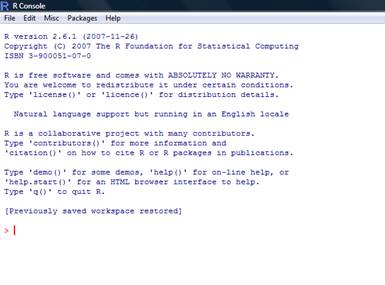 R Console
File Edit Misc Packages Help
R version 2.6.1 (2007-11-26)
Copyright (C) 2007 The R Foundation for Statistical Computing
ISBN 3-900051-07-0
R is free software and comes with ABSOLUTELY NO WARRANTY.
You are welcome to redistribute it under certain conditions.
Type 'license()' or 'licence()' for distribution details.
Natural language support but running in an English locale
R is a collaborative project with many contributors.
Type 'contributors()' for more information and
'citation()' on how to cite R or R packages in publications.
Type 'demo()' for some demos, 'help()' for on-line help, or
'help.start()' for an HTML browser interface to help.
Type 'q()' to quit R.
[Previously saved workspace restored]
>